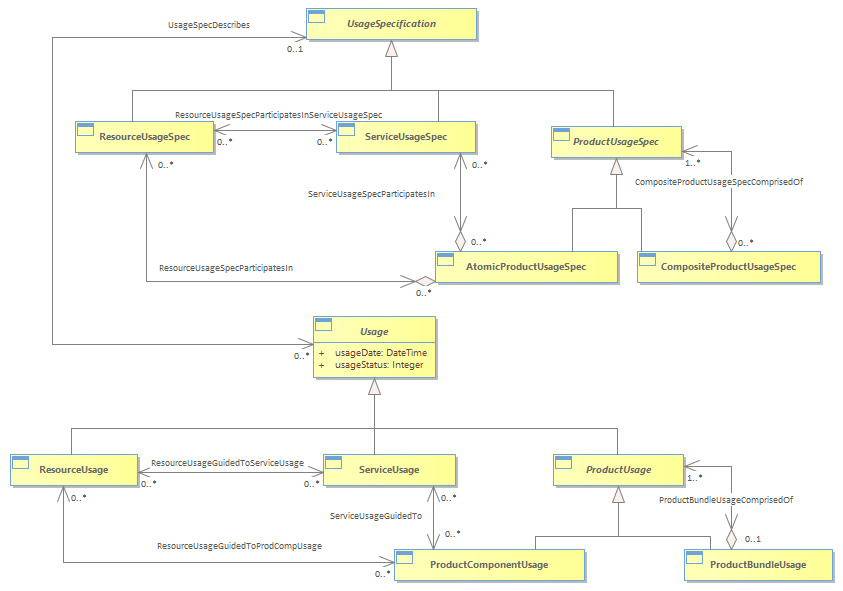 UsageSpecification
UsageSpecDescribes
0..1
ResourceUsageSpecParticipatesInServiceUsageSpec
ResourceUsageSpec
ServiceUsageSpec
ProductUsageSpec
0..*
0..*
0..*
0..*
1..*
CompositeProductUsageSpecComprisedOf
ServiceUsageSpecParticipatesIn
0..*
0..*
ResourceUsageSpecParticipatesIn
AtomicProductUsageSpec
CompositeProductUsageSpec
0..*
Usage
0..*
+ usageDate: DateTime
+ usageStatus: Integer
ResourceUsage
ResourceUsageGuidedToServiceUsage
ServiceUsage
ProductUsage
0..*
0..*
1..*
0..*
0..*
ProductBundleUsageComprisedOf
ServiceUsageGuidedTo
0..*
0..1
ResourceUsageGuidedToProdCompUsage
ProductComponentUsage
ProductBundleUsage
0..*